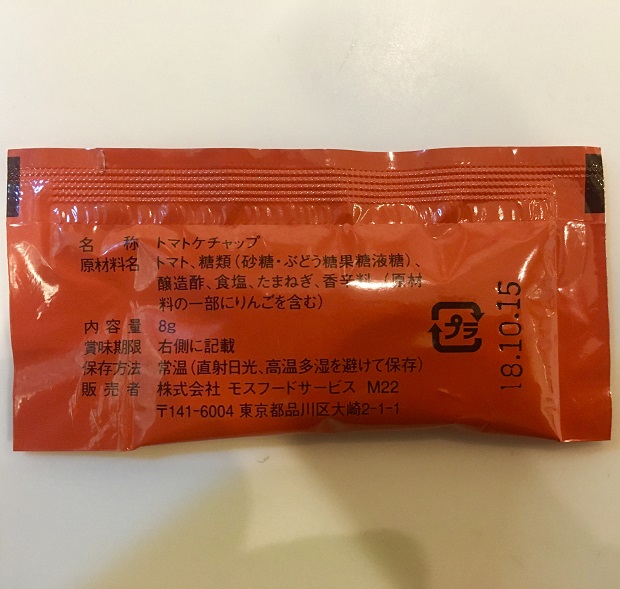 名称 トマトケチャップ
原材料名 トマト、糖類(砂糖・ぶどう糖果糖液糖)、
醸造酢、食塩、たまねぎ、香辛料、(原材
料の一部にりんごを含む)
内容量 8g
賞味期限 右側に記載
保存方法 常温(直射日光、高温多湿を避けて保存)
販売者 株式会社 モスフードサービス M22
〒141-6004 東京都品川区大崎2-1-1
プラ
18.10.15